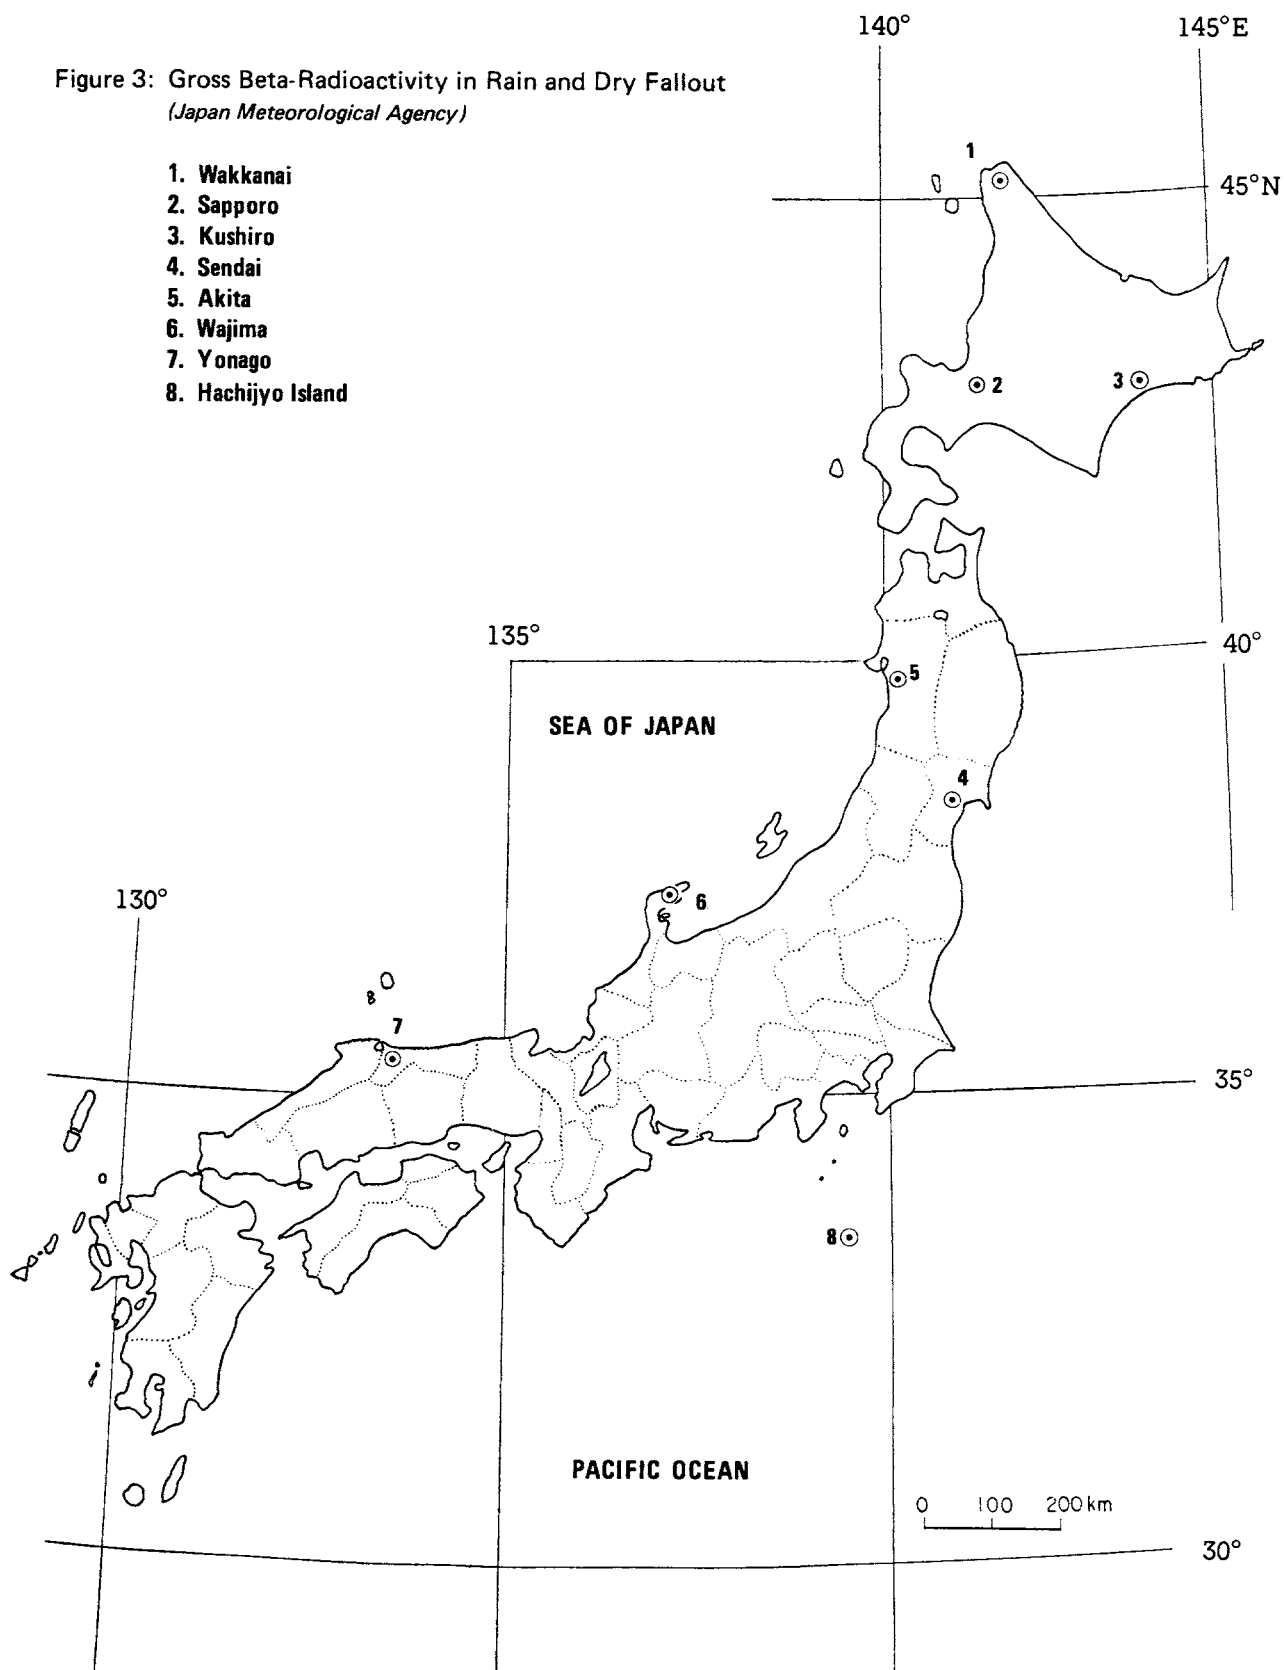 140°
145°E
Figure 3: Gross Beta-Radioactivity in Rain and Dry Fallout
(Japan Meteorological Agency)
1. Wakkanai
2. Sapporo
3. Kushiro
4. Sendai
5. Akita
6. Wajima
7. Yonago
8. Hachijyo Island
1
45°N
2
3
135°
40°
5
SEA OF JAPAN
4
130°
6
7
35°
8
PACIFIC OCEAN
0 100 200 km
30°